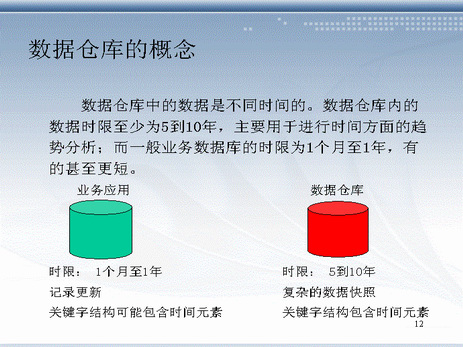 数据仓库的概念
数据仓库中的数据是不同时间的。数据仓库内的
数据时限至少为5到10年，主要用于进行时间方面的趋
势分析；而一般业务数据库的时限为1个月至1年，有
的甚至更短。
业务应用
数据仓库
时限： 1个月至1年
时限： 5到10年
记录更新
复杂的数据快照
关键字结构可能包含时间元素
关键字结构包含时间元素
12